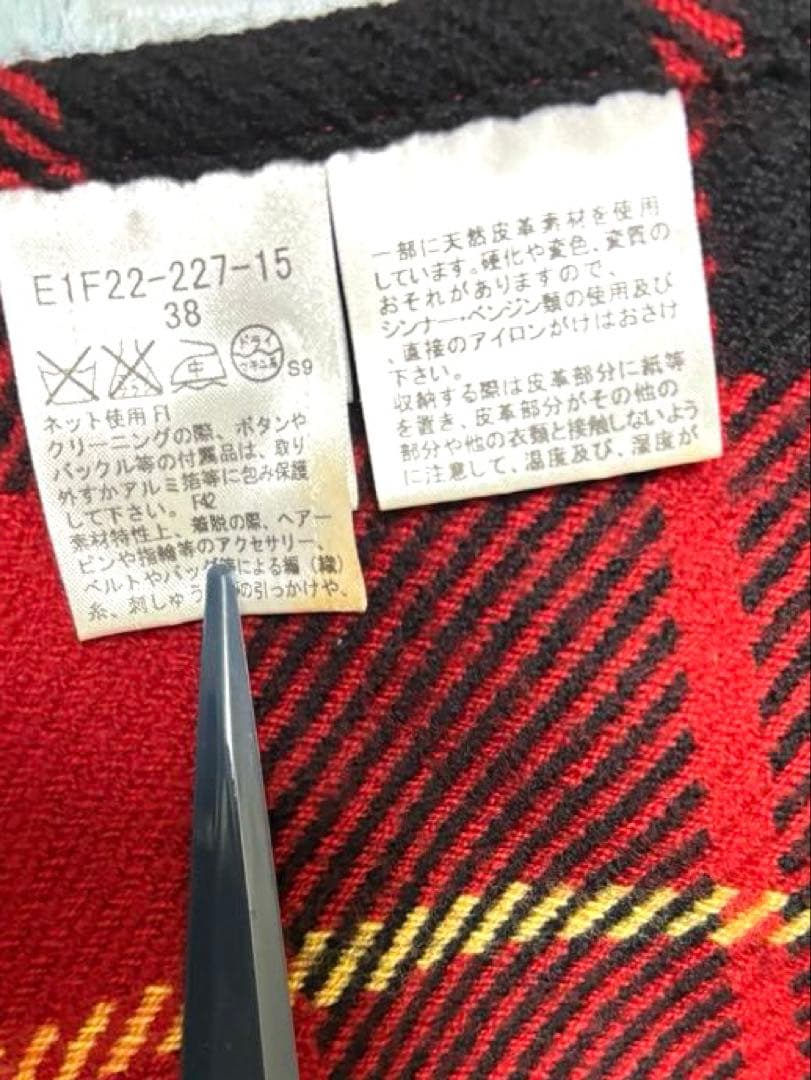 E1F22-227-15
38
中
ドライ
セキユ系
S9
ネット使用 F1
クリーニングの際、ボタンや
バックル等の付属品は、取り
外すかアルミ箔等に包み保護
して下さい。 F42
素材特性上、着脱の際、ヘアー
ピンや指輪等のアクセサリー、
ベルトやバッグ等による編(織)
糸、刺しゅう の引っかけや、
一部に天然皮革素材を使用
しています。硬化や変色、変質の
おそれがありますので、
シンナー・ベンジン類の使用及び
、直接のアイロンがけはおさけ
下さい。
収納する際は皮革部分に紙等
を置き、皮革部分がその他の
部分や他の衣類と接触しないよう
に注意して、温度及び、湿度が